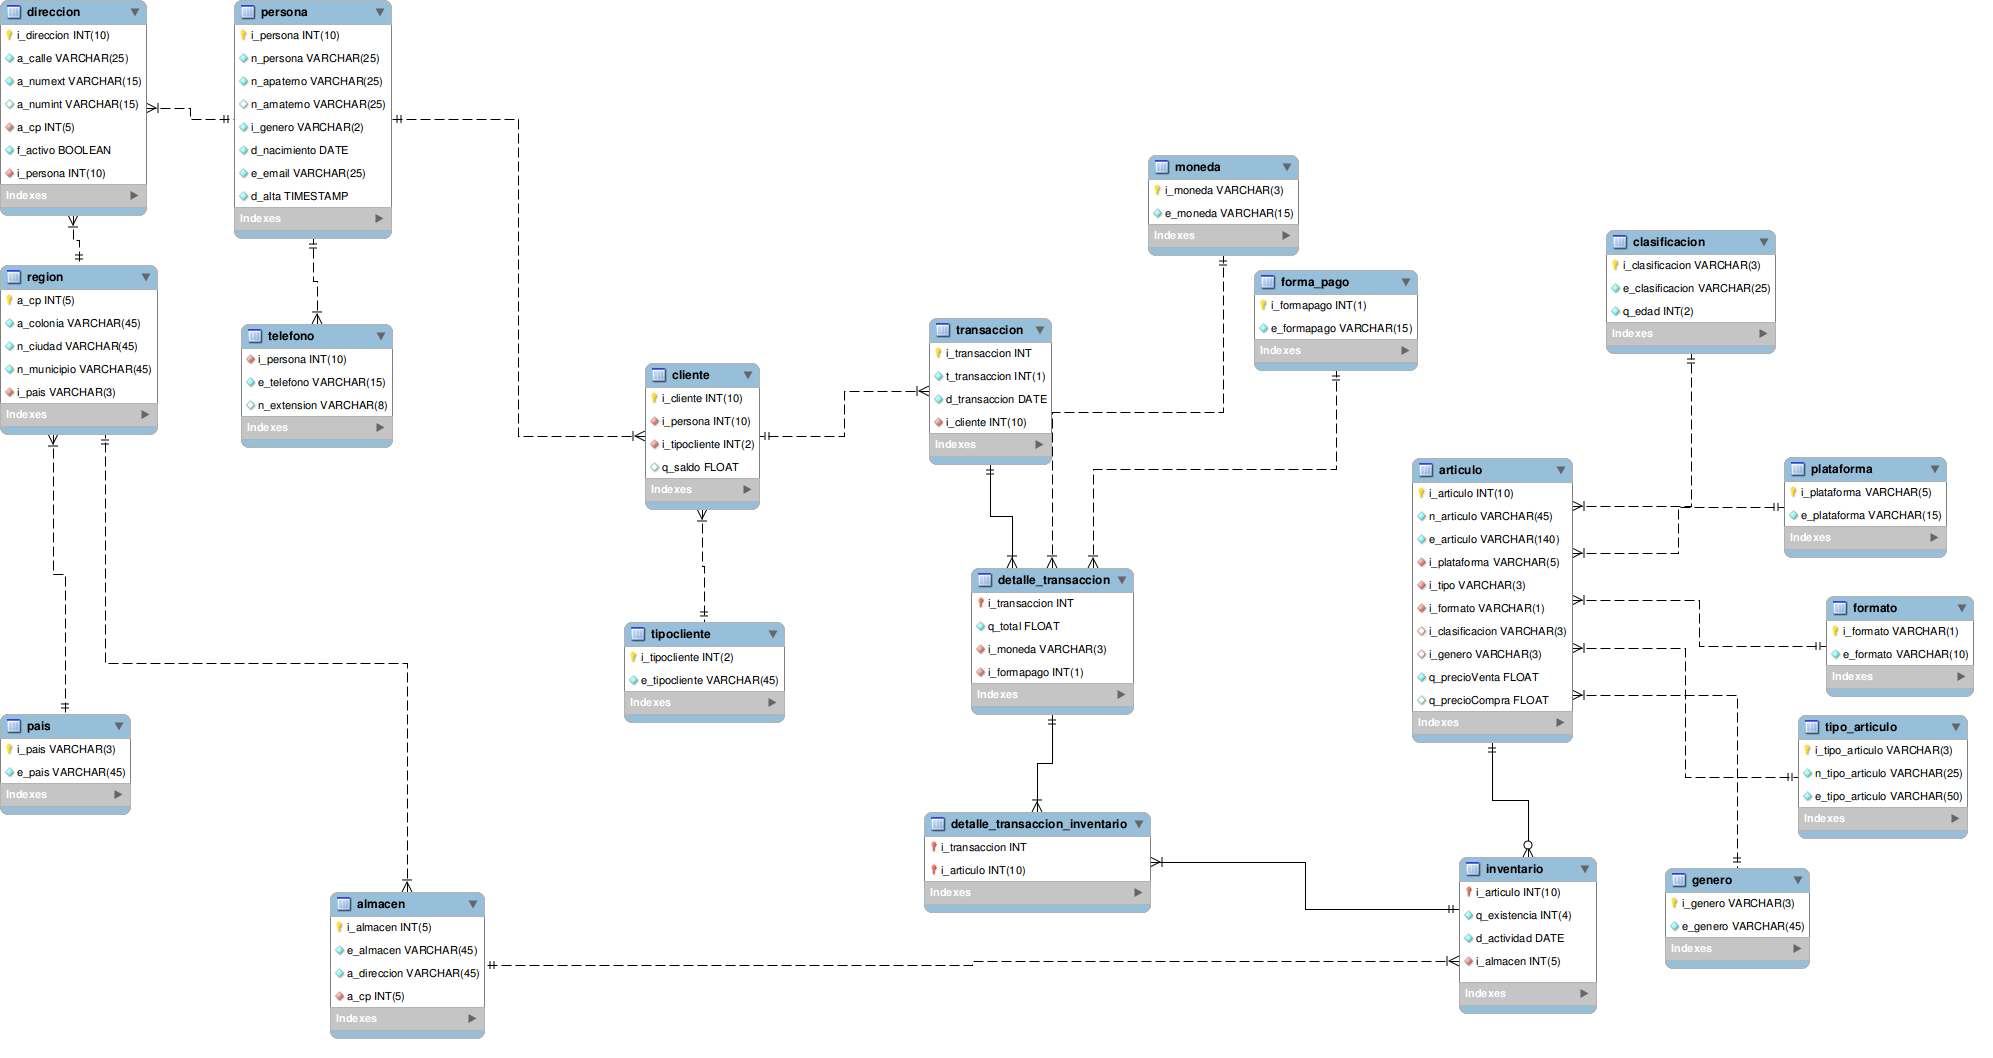 direccion
i_direccion INT(10)
a_calle VARCHAR(25)
a_numext VARCHAR(15)
a_numint VARCHAR(15)
a_cp INT(5)
f_activo BOOLEAN
i_persona INT(10)
Indexes
persona
i_persona INT(10)
n_persona VARCHAR(25)
n_apaterno VARCHAR(25)
n_amaterno VARCHAR(25)
i_genero VARCHAR(2)
d_nacimiento DATE
e_email VARCHAR(25)
d_alta TIMESTAMP
Indexes
region
a_cp INT(5)
a_colonia VARCHAR(45)
n_ciudad VARCHAR(45)
n_municipio VARCHAR(45)
i_pais VARCHAR(3)
Indexes
telefono
i_persona INT(10)
e_telefono VARCHAR(15)
n_extension VARCHAR(8)
Indexes
pais
i_pais VARCHAR(3)
e_pais VARCHAR(45)
Indexes
almacen
i_almacen INT(5)
e_almacen VARCHAR(45)
a_direccion VARCHAR(45)
a_cp INT(5)
Indexes
cliente
i_cliente INT(10)
i_persona INT(10)
i_tipocliente INT(2)
q_saldo FLOAT
Indexes
tipocliente
i_tipocliente INT(2)
e_tipocliente VARCHAR(45)
Indexes
transaccion
i_transaccion INT
t_transaccion INT(1)
d_transaccion DATE
i_cliente INT(10)
Indexes
moneda
i_moneda VARCHAR(3)
e_moneda VARCHAR(15)
Indexes
forma_pago
i_formapago INT(1)
e_formapago VARCHAR(15)
Indexes
detalle_transaccion
i_transaccion INT
q_total FLOAT
i_moneda VARCHAR(3)
i_formapago INT(1)
Indexes
detalle_transaccion_inventario
i_transaccion INT
i_articulo INT(10)
Indexes
clasificacion
i_clasificacion VARCHAR(3)
e_clasificacion VARCHAR(25)
q_edad INT(2)
Indexes
articulo
i_articulo INT(10)
n_articulo VARCHAR(45)
e_articulo VARCHAR(140)
i_plataforma VARCHAR(5)
i_tipo VARCHAR(3)
i_formato VARCHAR(1)
i_clasificacion VARCHAR(3)
i_genero VARCHAR(3)
q_precioVenta FLOAT
q_precioCompra FLOAT
Indexes
plataforma
i_plataforma VARCHAR(5)
e_plataforma VARCHAR(15)
Indexes
formato
i_formato VARCHAR(1)
e_formato VARCHAR(10)
Indexes
tipo_articulo
i_tipo_articulo VARCHAR(3)
n_tipo_articulo VARCHAR(25)
e_tipo_articulo VARCHAR(50)
Indexes
inventario
i_articulo INT(10)
q_existencia INT(4)
d_actividad DATE
i_almacen INT(5)
Indexes
genero
i_genero VARCHAR(3)
e_genero VARCHAR(45)
Indexes